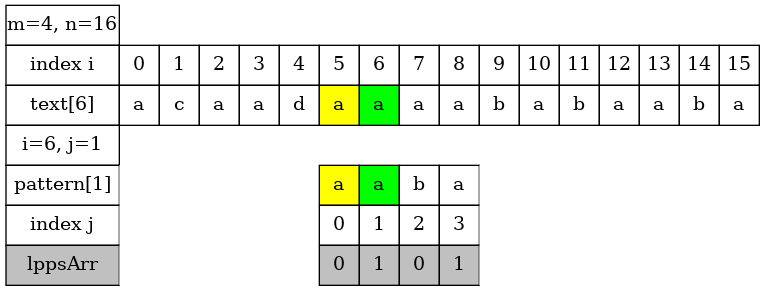 m=4, n=16
index i 0 1 2 3 4 5 6 7 8 9 10 11 12 13 14 15
text[6] a c a a d a a a a b a b a a b a
i=6, j=1
pattern[1] a a b a
index j 0 1 2 3
lppsArr 0 1 0 1